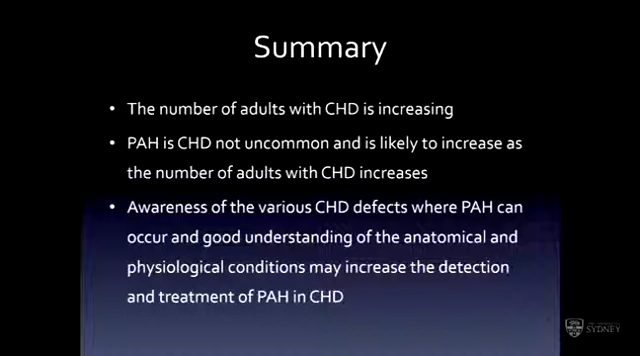 Summary
• The number of adults with CHD is increasing
• PAH is CHD not uncommon and is likely to increase as
the number of adults with CHD increases
• Awareness of the various CHD defects where PAH can
occur and good understanding of the anatomical and
physiological conditions may increase the detection
and treatment of PAH in CHD
SYDNEY